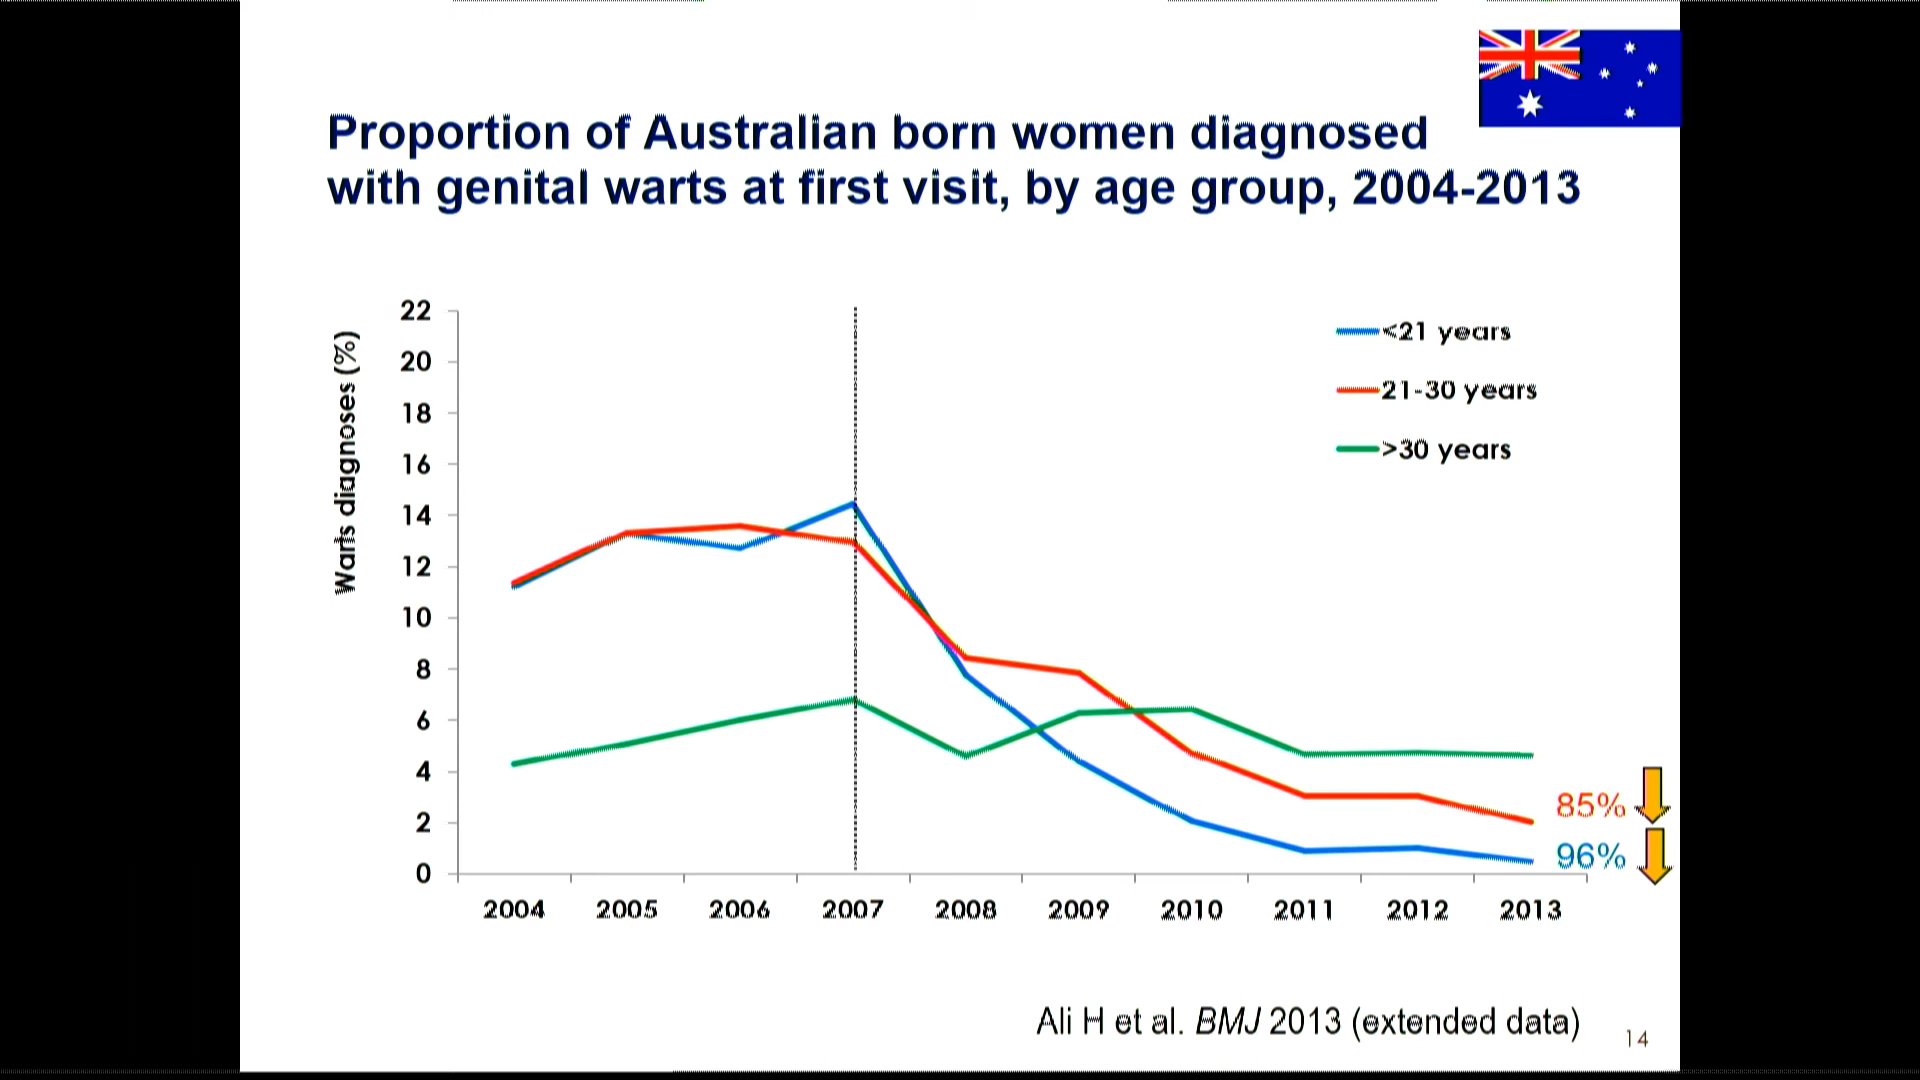 Proportion of Australian born women diagnosed
with genital warts at first visit, by age group, 2004-2013
Warts diagnoses (%)
22
20
18
16
14
12
10
8
6
4
2
0
<21 years
21-30 years
>30 years
85%
96%
2004 2005 2006 2007 2008 2009 2010 2011 2012 2013
Ali H et al. BMJ 2013 (extended data)
14